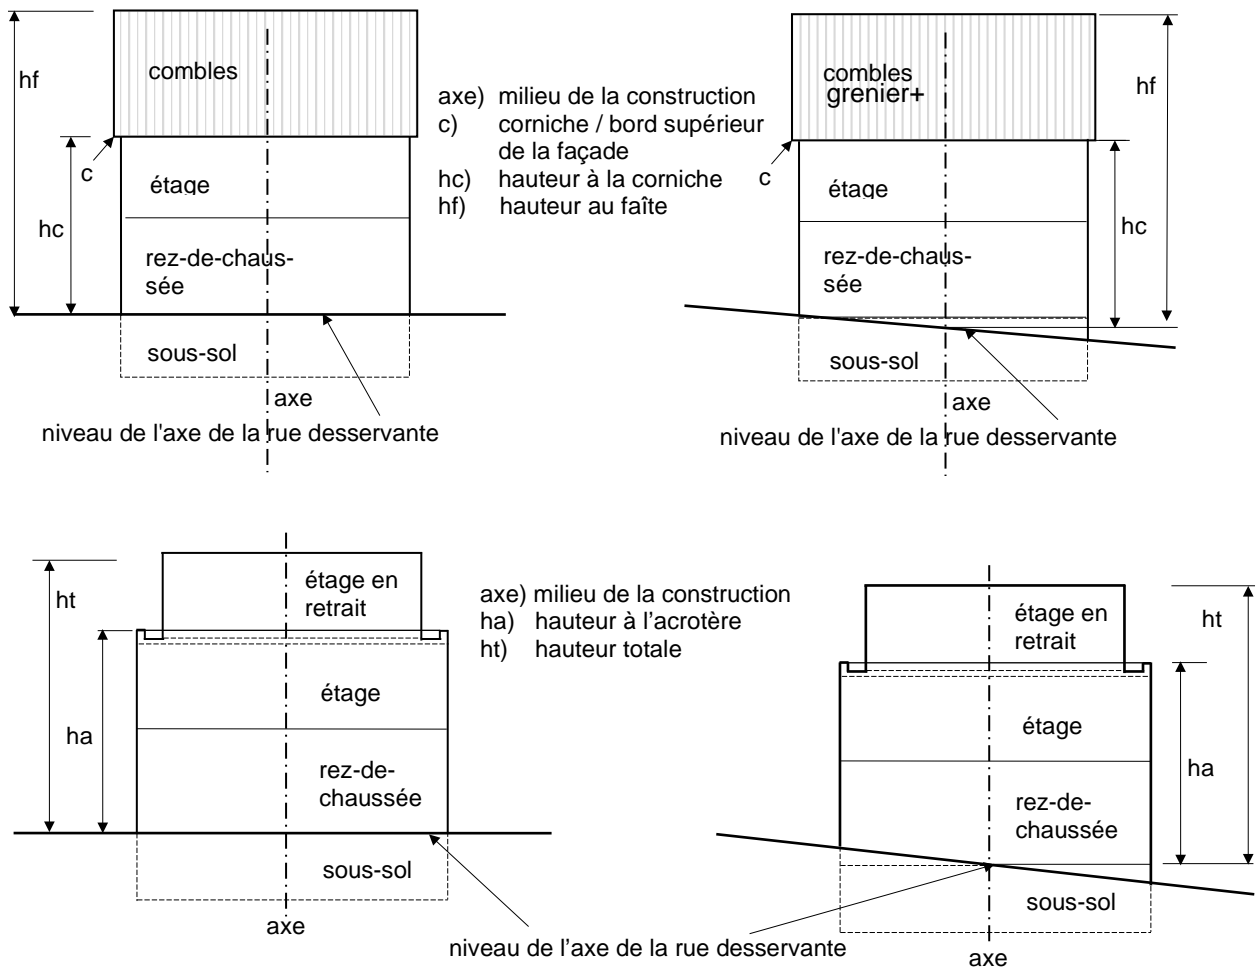 hf
combles
c
étage
hc
rez-de-chaus-
sée
sous-sol
axe
niveau de l'axe de la rue desservante
axe) milieu de la construction
c) corniche / bord supérieur
de la façade
hc) hauteur à la corniche
hf) hauteur au faîte
combles
grenier+
hf
c
étage
hc
rez-de-chaus-
sée
sous-sol
axe
niveau de l'axe de la rue desservante
ht
étage en
retrait
étage
ha
rez-de-
chaussée
sous-sol
axe
axe) milieu de la construction
ha) hauteur à l’acrotère
ht) hauteur totale
étage en
retrait
ht
étage
ha
rez-de-
chaussée
sous-sol
axe
niveau de l’axe de la rue desservante